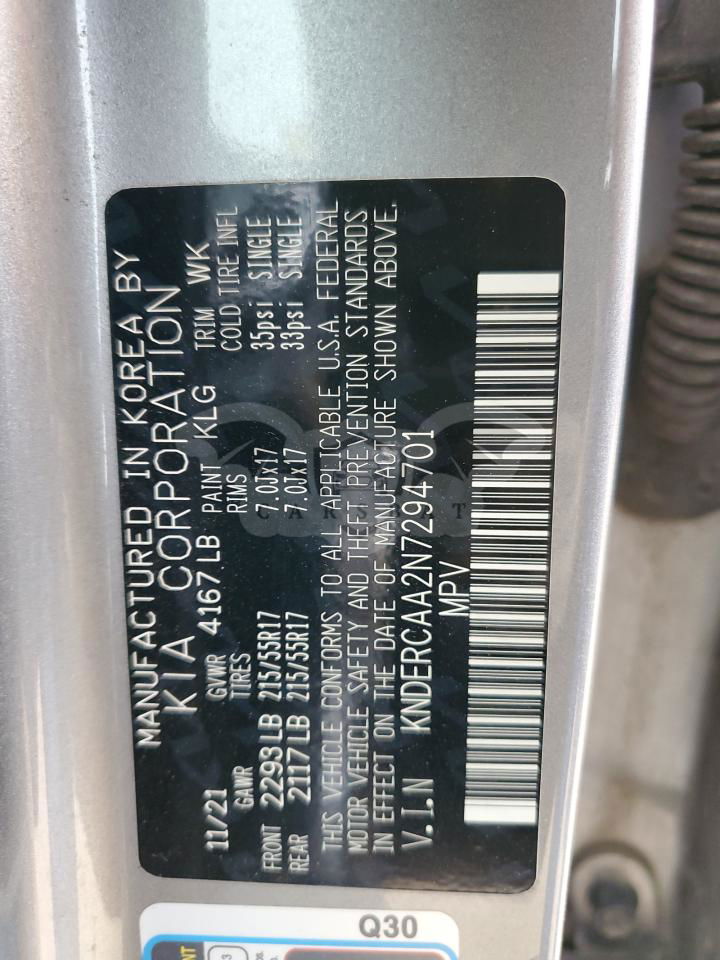 MANUFACTURED IN KOREA BY
KIA CORPORATION
11/21 GVWR 4167 LB PAINT KLG TRIM WK
GAWR TIRES RIMS COLD TIRE INFL
FRONT 2293 LB 215/55R17 7.0Jx17 35psi SINGLE
REAR 2117 LB 215/55R17 7.0Jx17 33psi SINGLE
THIS VEHICLE CONFORMS TO ALL APPLICABLE U.S.A. FEDERAL
MOTOR VEHICLE SAFETY AND THEFT PREVENTION STANDARDS
IN EFFECT ON THE DATE OF MANUFACTURE SHOWN ABOVE.
V.I.N KNDERCAA2N7294701
MPV
Q30
3